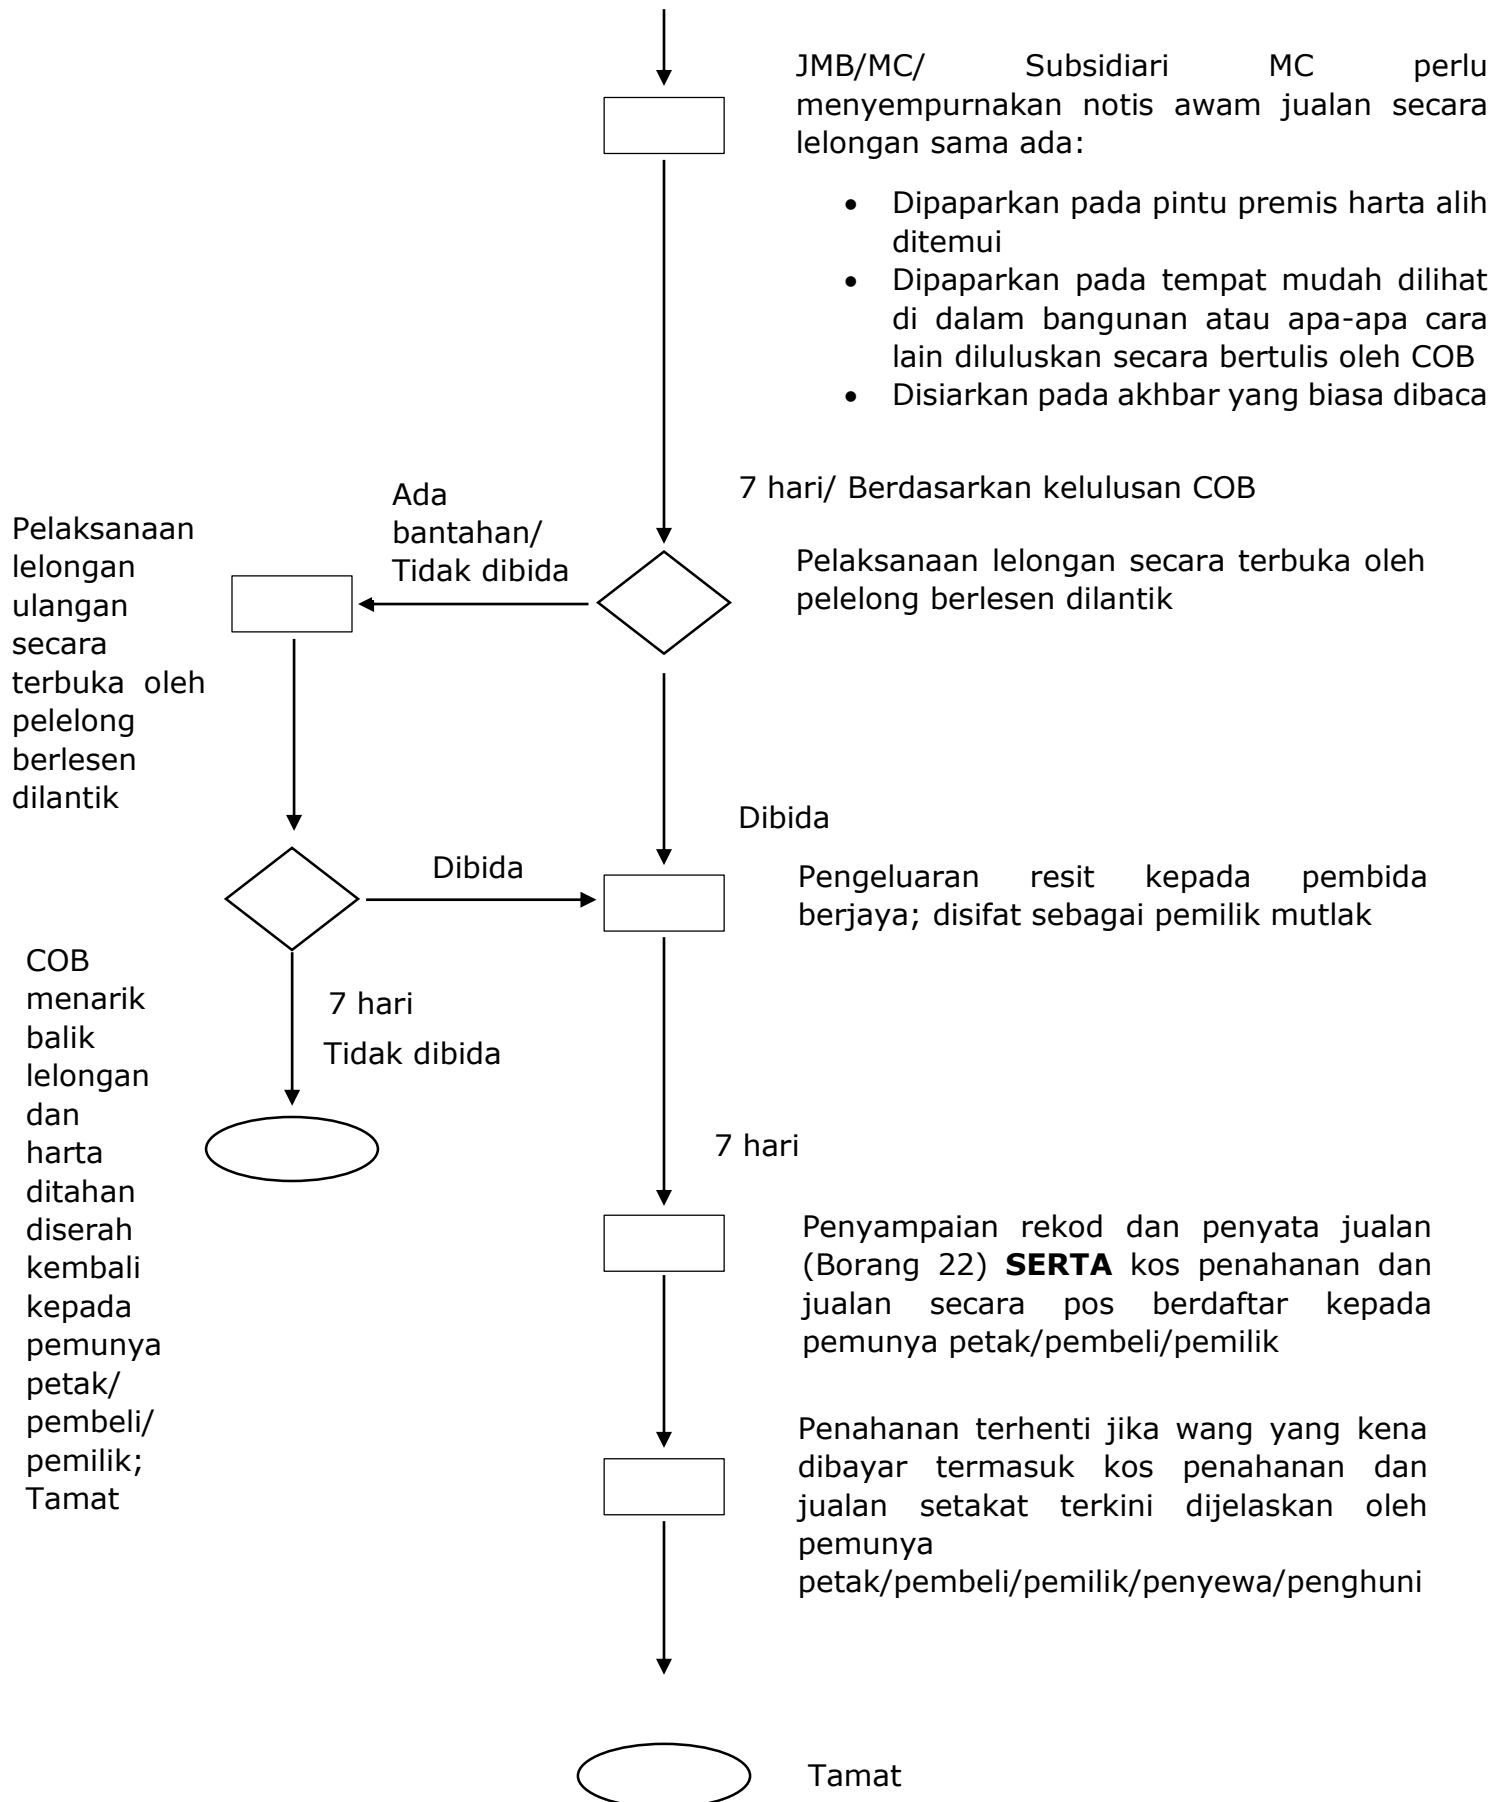 JMB/MC/ Subsidiari MC perlu
menyempurnakan notis awam jualan secara
lelongan sama ada:
• Dipaparkan pada pintu premis harta alih
ditemui
• Dipaparkan pada tempat mudah dilihat
di dalam bangunan atau apa-apa cara
lain diluluskan secara bertulis oleh COB
• Disiarkan pada akhbar yang biasa dibaca
7 hari/ Berdasarkan kelulusan COB
Ada
bantahan/
Tidak dibida
Pelaksanaan lelongan secara terbuka oleh
pelelong berlesen dilantik
Pelaksanaan
lelongan
ulangan
secara
terbuka oleh
pelelong
berlesen
dilantik
Dibida
Dibida
Pengeluaran resit kepada pembida
berjaya; disifat sebagai pemilik mutlak
COB
menarik
balik
lelongan
dan
harta
ditahan
diserah
kembali
kepada
pemunya
petak/
pembeli/
pemilik;
Tamat
7 hari
Tidak dibida
7 hari
Penyampaian rekod dan penyata jualan
(Borang 22) SERTA kos penahanan dan
jualan secara pos berdaftar kepada
pemunya petak/pembeli/pemilik
Penahanan terhenti jika wang yang kena
dibayar termasuk kos penahanan dan
jualan setakat terkini dijelaskan oleh
pemunya
petak/pembeli/pemilik/penyewa/penghuni
Tamat